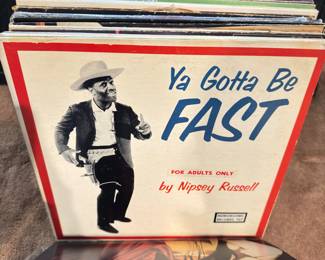 Ya Gotta Be
FAST
FOR ADULTS ONLY
by Nipsey Russell